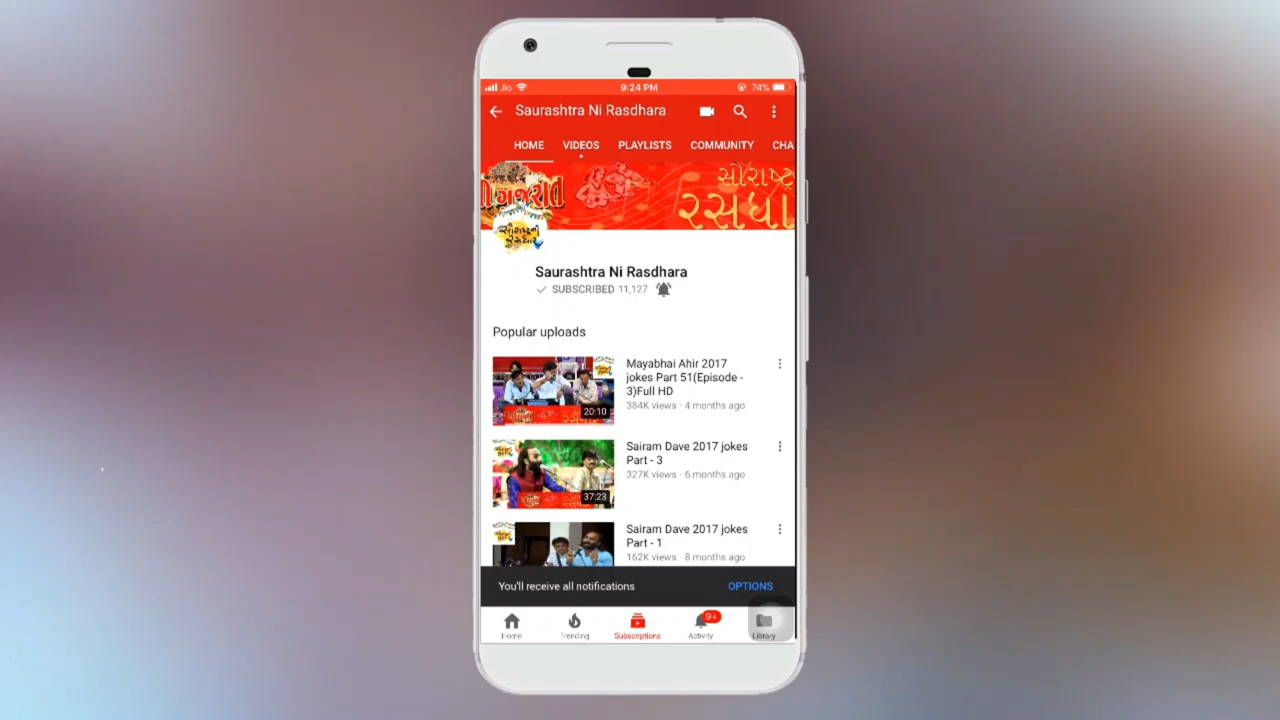 Jio 9:24 PM 74%
Saurashtra Ni Rasdhara
HOME VIDEOS PLAYLISTS COMMUNITY CHA
ગુજરાત
સૌરાષ્ટ્ર
રસધા
Saurashtra Ni Rasdhara
SUBSCRIBED 11,127
Popular uploads
Mayabhai Ahir 2017
jokes Part 51(Episode -
3)Full HD
384K views · 4 months ago
20:10
Sairam Dave 2017 jokes
Part - 3
327K views · 6 months ago
37:23
Sairam Dave 2017 jokes
Part - 1
162K views · 8 months ago
You'll receive all notifications OPTIONS
9+
Home Trending Subscriptions Activity Library